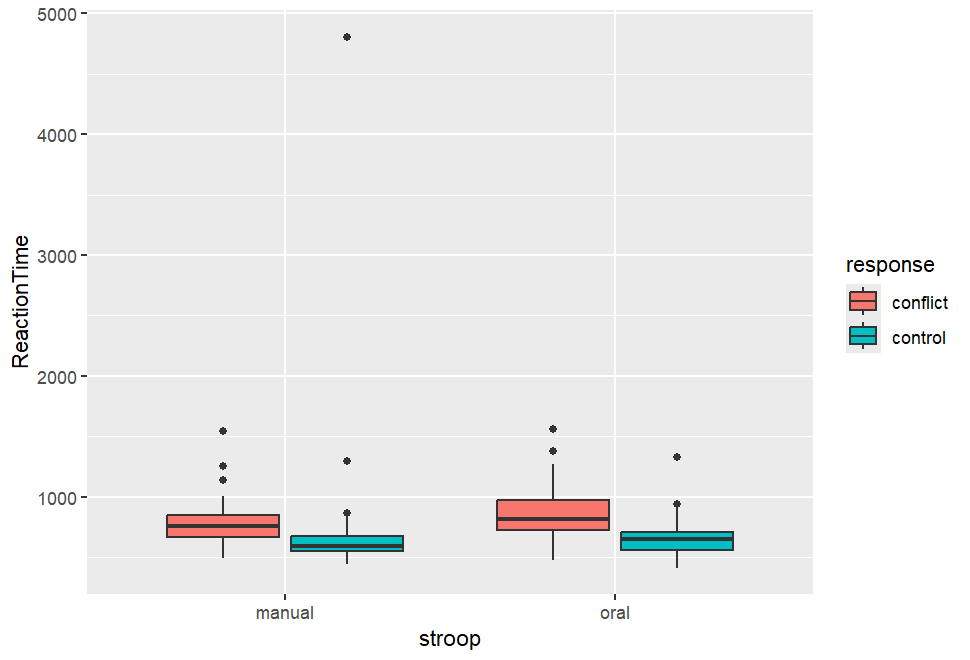 5000
4000
3000
2000
1000
ReactionTime
manual
oral
stroop
response
conflict
control